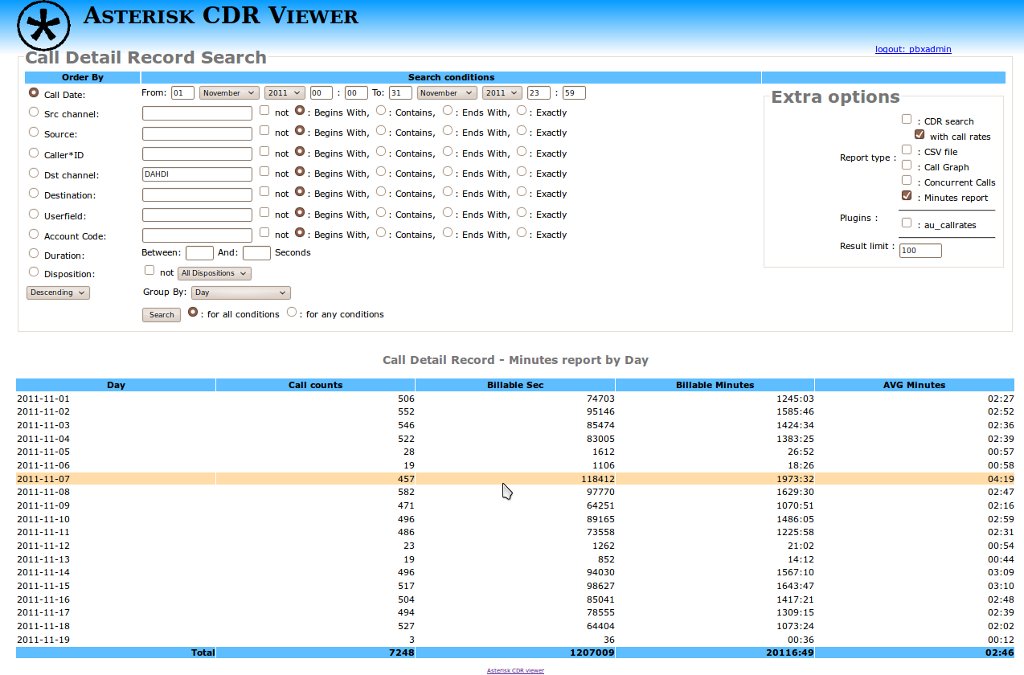 ASTERISK CDR VIEWER
logout: pbxadmin
Call Detail Record Search
Order By Search conditions
Call Date: From: 01 November 2011 00 : 00 To: 31 November 2011 23 : 59
Src channel: not : Begins With, : Contains, : Ends With, : Exactly
Source: not : Begins With, : Contains, : Ends With, : Exactly
Caller*ID not : Begins With, : Contains, : Ends With, : Exactly
Dst channel: DAHDI not : Begins With, : Contains, : Ends With, : Exactly
Destination: not : Begins With, : Contains, : Ends With, : Exactly
Userfield: not : Begins With, : Contains, : Ends With, : Exactly
Account Code: not : Begins With, : Contains, : Ends With, : Exactly
Duration: Between: And: Seconds
Disposition: not All Dispositions
Descending Group By: Day
Search : for all conditions : for any conditions
Extra options
: CDR search
with call rates
Report type : : CSV file
: Call Graph
: Concurrent Calls
: Minutes report
Plugins : : au_callrates
Result limit : 100
Call Detail Record - Minutes report by Day
Day Call counts Billable Sec Billable Minutes AVG Minutes
2011-11-01 506 74703 1245:03 02:27
2011-11-02 552 95146 1585:46 02:52
2011-11-03 546 85474 1424:34 02:36
2011-11-04 522 83005 1383:25 02:39
2011-11-05 28 1612 26:52 00:57
2011-11-06 19 1106 18:26 00:58
2011-11-07 457 118412 1973:32 04:19
2011-11-08 582 97770 1629:30 02:47
2011-11-09 471 64251 1070:51 02:16
2011-11-10 496 89165 1486:05 02:59
2011-11-11 486 73558 1225:58 02:31
2011-11-12 23 1262 21:02 00:54
2011-11-13 19 852 14:12 00:44
2011-11-14 496 94030 1567:10 03:09
2011-11-15 517 98627 1643:47 03:10
2011-11-16 504 85041 1417:21 02:48
2011-11-17 494 78555 1309:15 02:39
2011-11-18 527 64404 1073:24 02:02
2011-11-19 3 36 00:36 00:12
Total 7248 1207009 20116:49 02:46
Asterisk CDR viewer